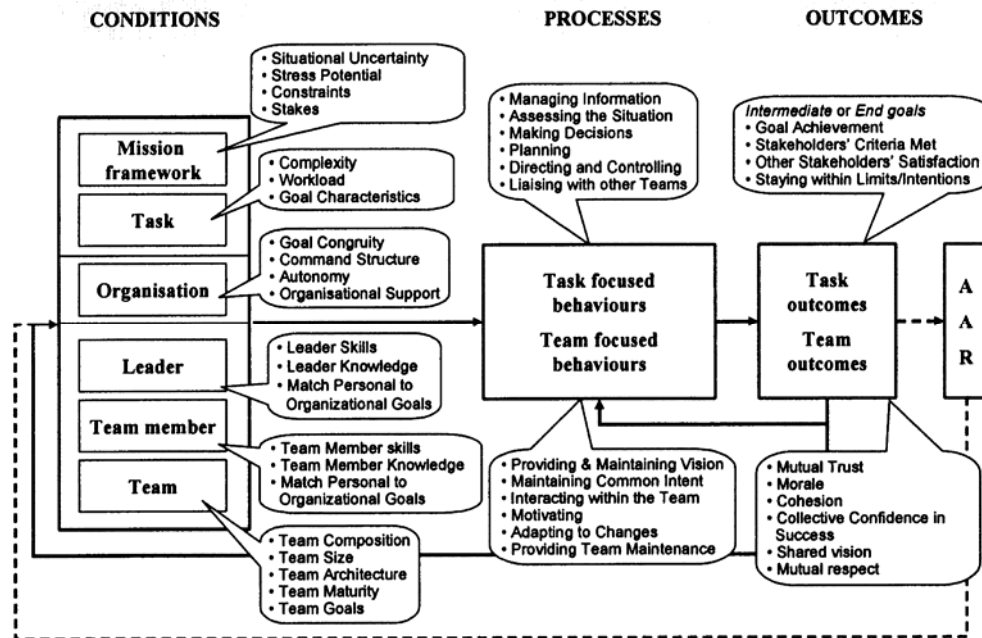 CONDITIONS
PROCESSES
OUTCOMES
• Situational Uncertainty
• Stress Potential
• Constraints
• Stakes
Mission
framework
• Complexity
• Workload
• Goal Characteristics
Task
• Goal Congruity
• Command Structure
• Autonomy
• Organisational Support
Organisation
Leader
• Leader Skills
• Leader Knowledge
• Match Personal to
Organizational Goals
Team member
• Team Member skills
• Team Member Knowledge
• Match Personal to
Organizational Goals
Team
• Team Composition
• Team Size
• Team Architecture
• Team Maturity
• Team Goals
• Managing Information
• Assessing the Situation
• Making Decisions
• Planning
• Directing and Controlling
• Liaising with other Teams
Task focused
behaviours
Team focused
behaviours
• Providing & Maintaining Vision
• Maintaining Common Intent
• Interacting within the Team
• Motivating
• Adapting to Changes
• Providing Team Maintenance
Intermediate or End goals
• Goal Achievement
• Stakeholders' Criteria Met
• Other Stakeholders' Satisfaction
• Staying within Limits/Intentions
Task
outcomes
Team
outcomes
• Mutual Trust
• Morale
• Cohesion
• Collective Confidence in
Success
• Shared vision
• Mutual respect
A
A
R